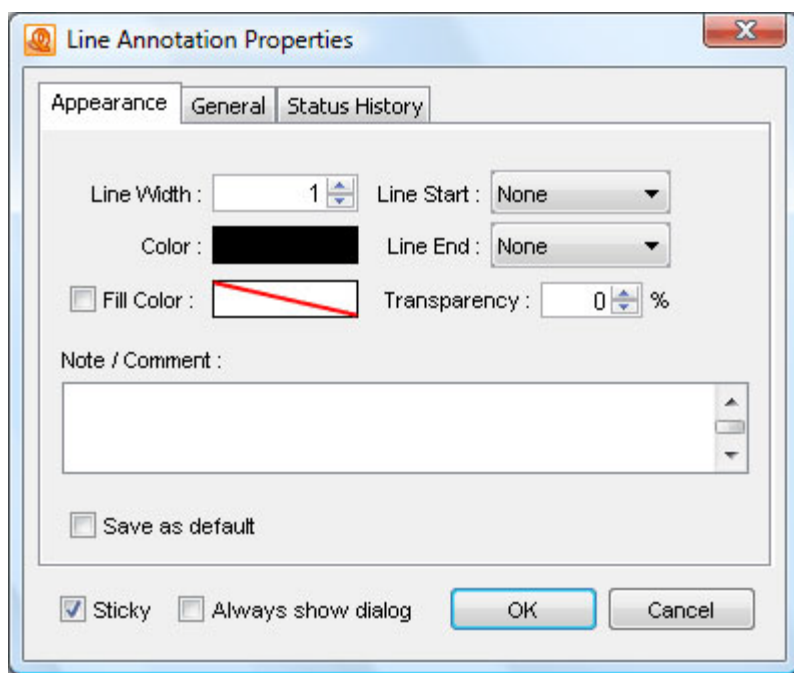 Line Annotation Properties
Appearance General Status History
Line Width : 1 Line Start : None
Color : Line End : None
Fill Color : Transparency : 0 %
Note / Comment :
Save as default
Sticky Always show dialog OK Cancel